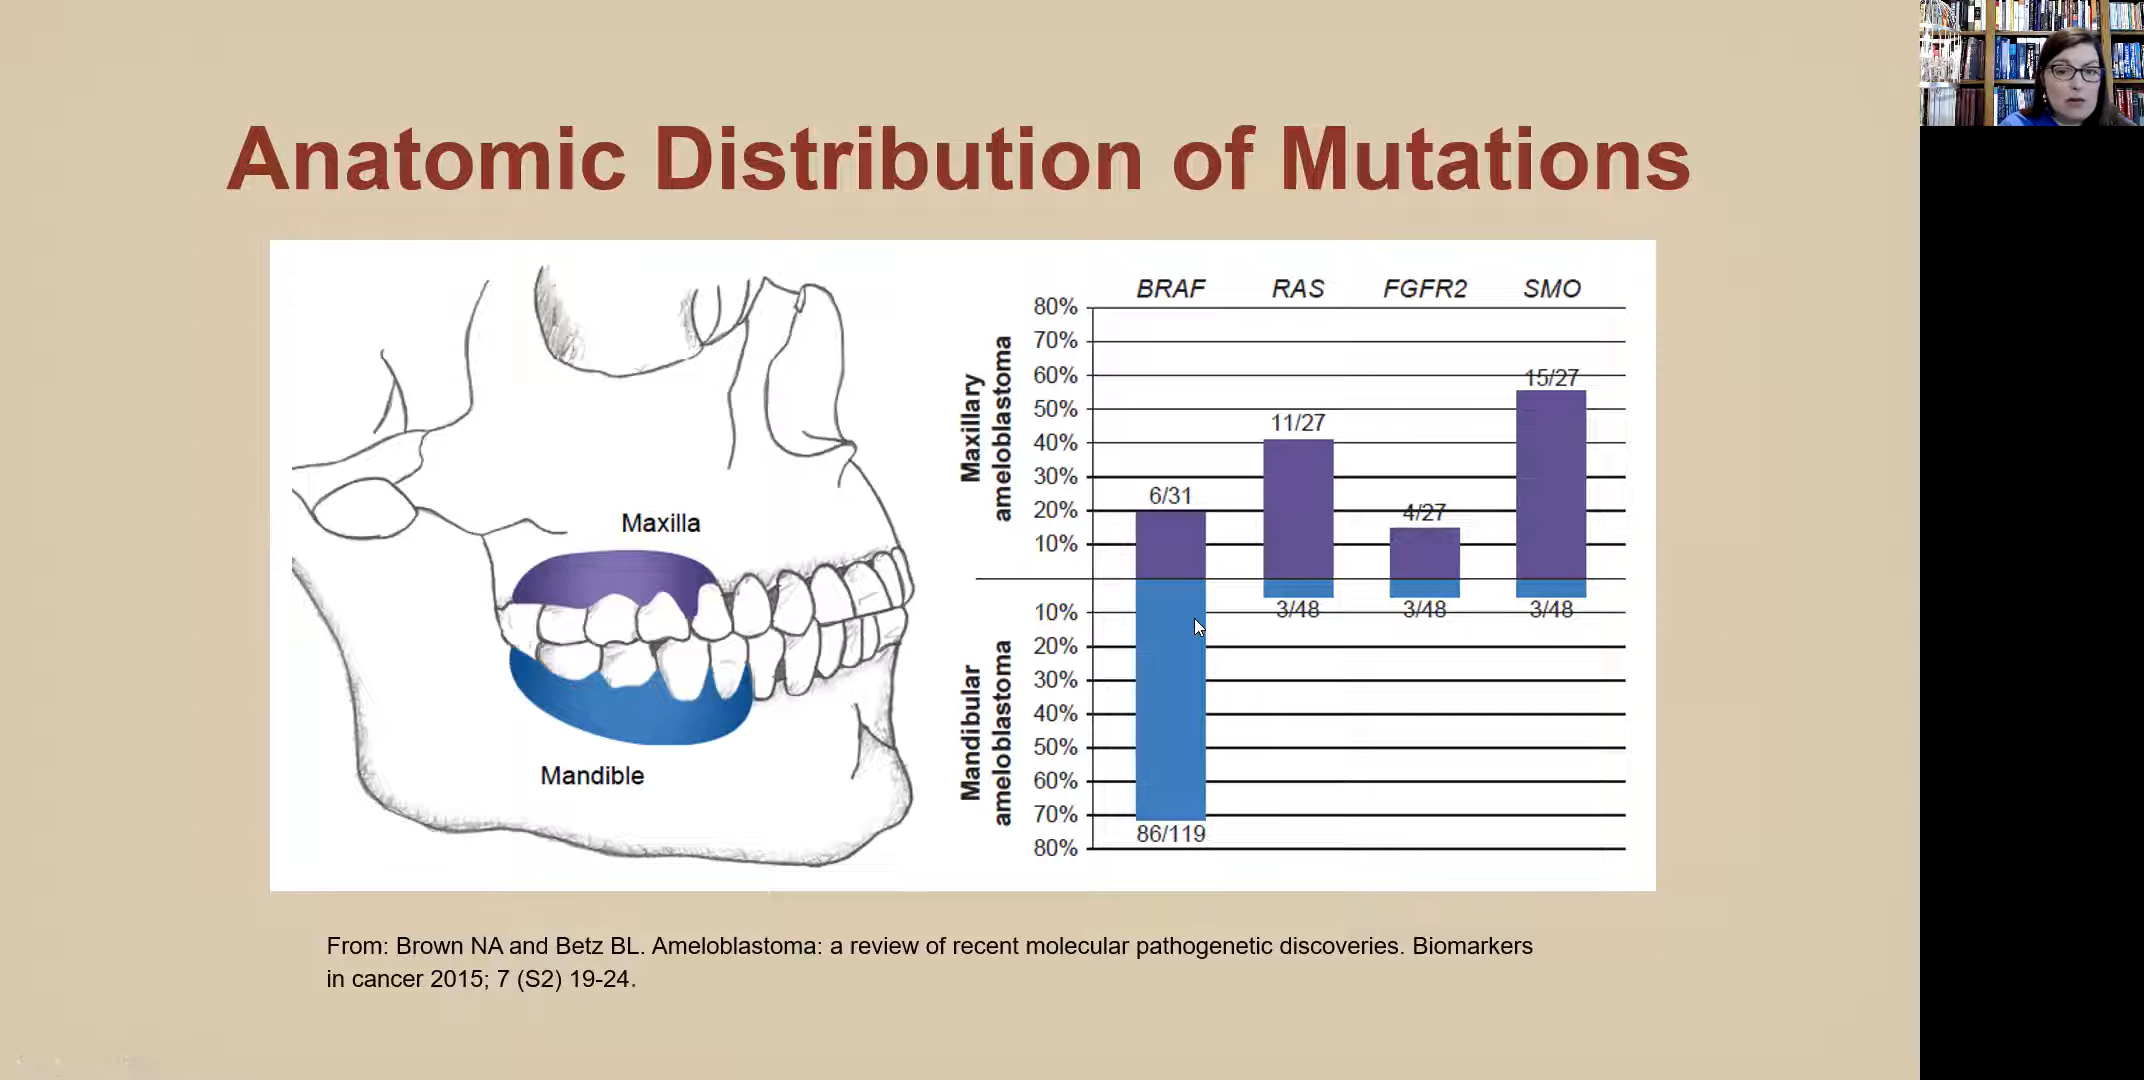 Anatomic Distribution of Mutations
Maxilla
Mandible
BRAF RAS FGFR2 SMO
Maxillary
ameloblastoma
80%
70%
60%
50%
40%
30%
20%
10%
6/31
11/27
4/27
15/27
Mandibular
ameloblastoma
10%
20%
30%
40%
50%
60%
70%
80%
86/119
3/48
3/48
3/48
From: Brown NA and Betz BL. Ameloblastoma: a review of recent molecular pathogenetic discoveries. Biomarkers
in cancer 2015; 7 (S2) 19-24.